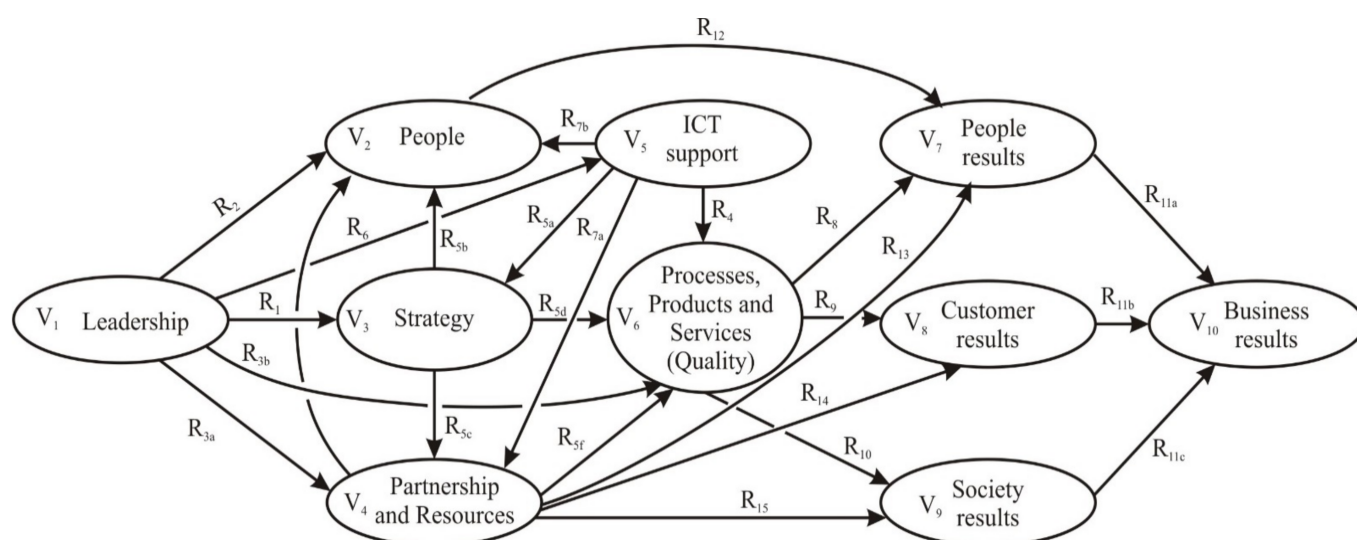 R₁₂
V₂ People
R₇b
V₅ ICT
support
V₇ People
results
R₂
R₆
R₅b
R₅a
R₇a
R₄
R₈
R₁₁a
R₁₃
V₁ Leadership
R₁
V₃ Strategy
R₅d
V₆ Processes,
Products and
Services
(Quality)
R₉
V₈ Customer
results
R₁₁b
V₁₀ Business
results
R₃b
R₃a
R₅c
R₅f
R₁₄
R₁₀
R₁₁c
V₄ Partnership
and Resources
R₁₅
V₉ Society
results